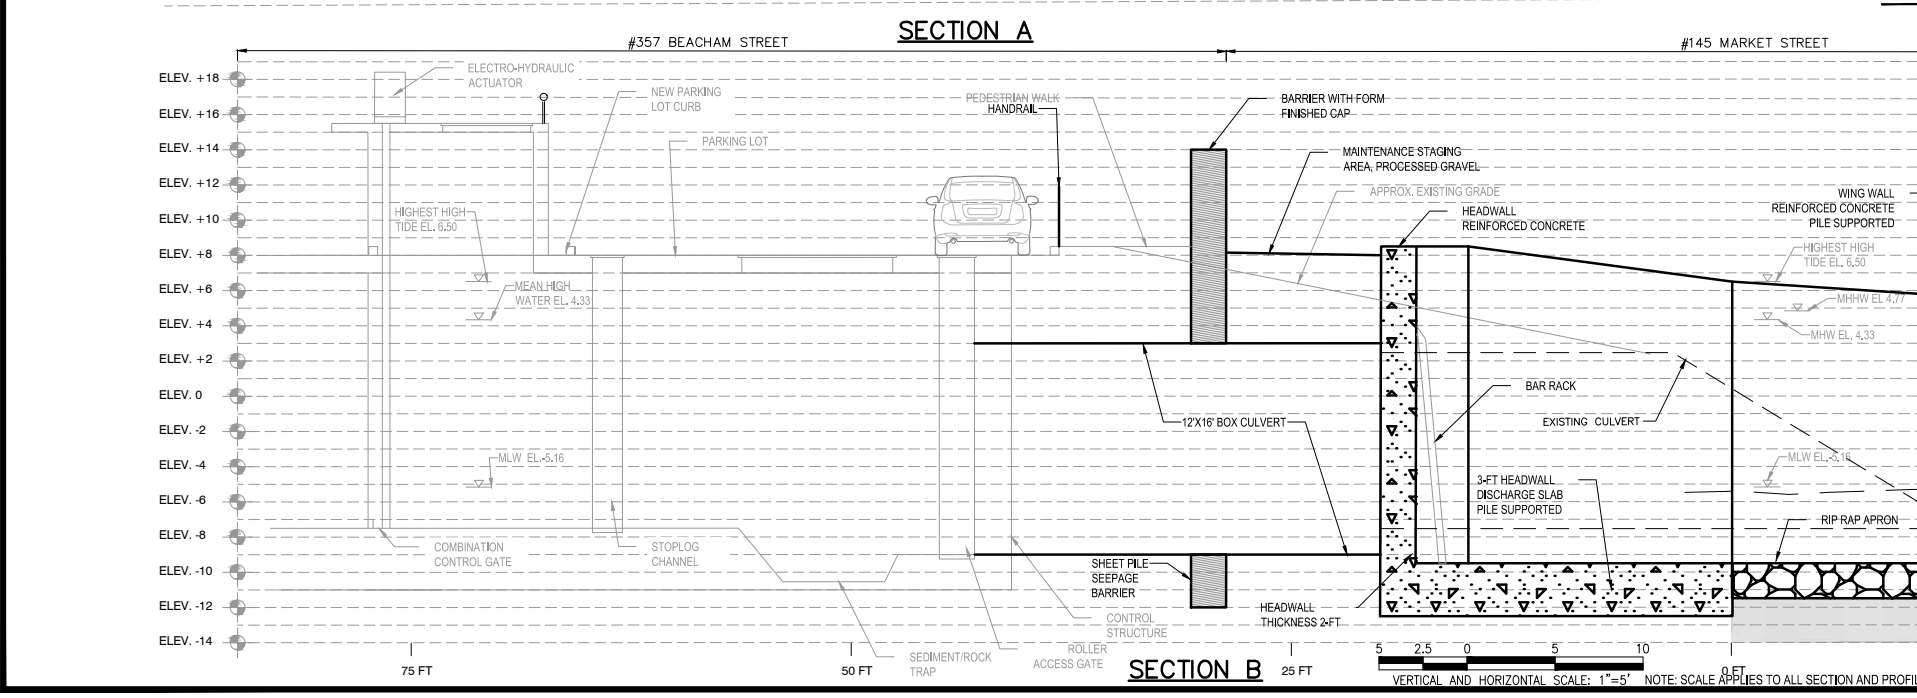 SECTION A
#357 BEACHAM STREET
#145 MARKET STREET
ELEV. +18
ELEV. +16
ELEV. +14
ELEV. +12
ELEV. +10
ELEV. +8
ELEV. +6
ELEV. +4
ELEV. +2
ELEV. 0
ELEV. -2
ELEV. -4
ELEV. -6
ELEV. -8
ELEV. -10
ELEV. -12
ELEV. -14
ELECTRO-HYDRAULIC
ACTUATOR
NEW PARKING
LOT CURB
PARKING LOT
PEDESTRIAN WALK
HANDRAIL
BARRIER WITH FORM
FINISHED CAP
MAINTENANCE STAGING
AREA, PROCESSED GRAVEL
APPROX. EXISTING GRADE
HEADWALL
REINFORCED CONCRETE
WING WALL
REINFORCED CONCRETE
PILE SUPPORTED
HIGHEST HIGH
TIDE EL. 6.50
MEAN HIGH
WATER EL. 4.33
HIGHEST HIGH
TIDE EL. 6.50
MHHW EL 4.77
MHW EL. 4.33
BAR RACK
EXISTING CULVERT
12'X16' BOX CULVERT
MLW EL.-5.16
MLW EL.-5.16
3-FT HEADWALL
DISCHARGE SLAB
PILE SUPPORTED
RIP RAP APRON
COMBINATION
CONTROL GATE
STOPLOG
CHANNEL
SHEET PILE
SEEPAGE
BARRIER
HEADWALL
THICKNESS 2-FT
CONTROL
STRUCTURE
ROLLER
ACCESS GATE
SEDIMENT/ROCK
TRAP
75 FT
50 FT
25 FT
0 FT
SECTION B
5 2.5 0 5 10
VERTICAL AND HORIZONTAL SCALE: 1"=5' NOTE: SCALE APPLIES TO ALL SECTION AND PROFIL